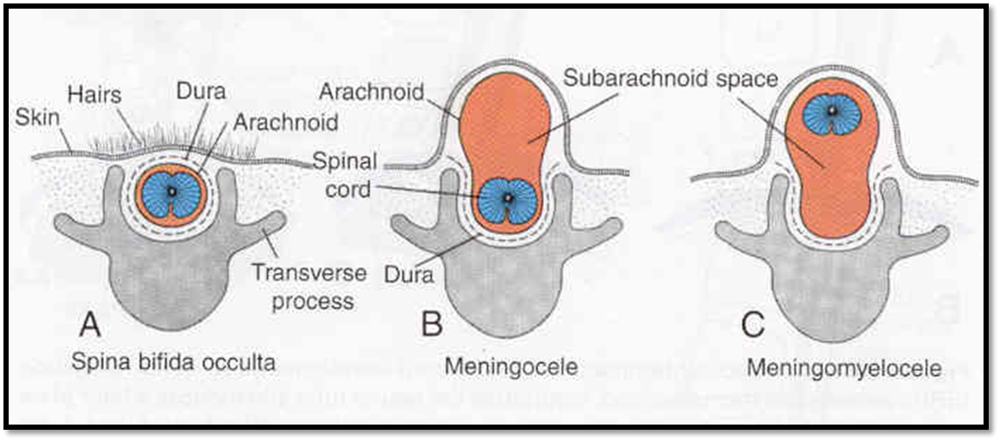 Hairs
Dura
Skin
Arachnoid
Arachnoid
Subarachnoid space
Spinal
cord
Transverse
process
Dura
A
B
C
Spina bifida occulta
Meningocele
Meningomyelocele